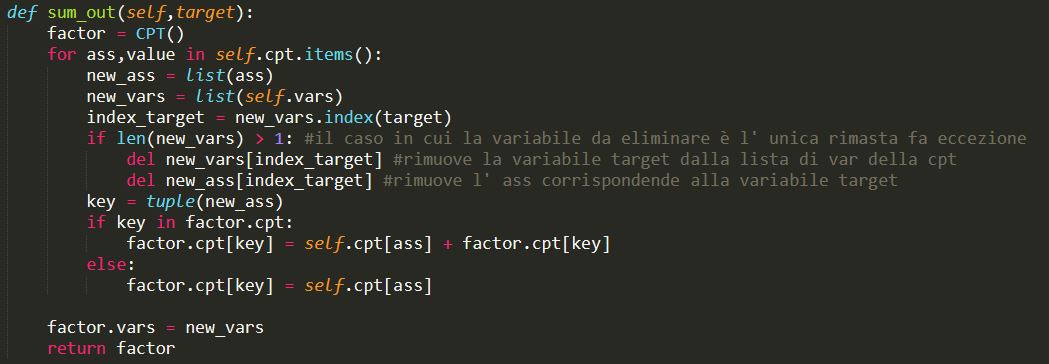 def sum_out(self,target):
    factor = CPT()
    for ass,value in self.cpt.items():
        new_ass = list(ass)
        new_vars = list(self.vars)
        index_target = new_vars.index(target)
        if len(new_vars) > 1: #il caso in cui la variabile da eliminare è l' unica rimasta fa eccezione
            del new_vars[index_target] #rimuove la variabile target dalla lista di var della cpt
            del new_ass[index_target] #rimuove l' ass corrispondende alla variabile target
        key = tuple(new_ass)
        if key in factor.cpt:
            factor.cpt[key] = self.cpt[ass] + factor.cpt[key]
        else:
            factor.cpt[key] = self.cpt[ass]
    factor.vars = new_vars
    return factor